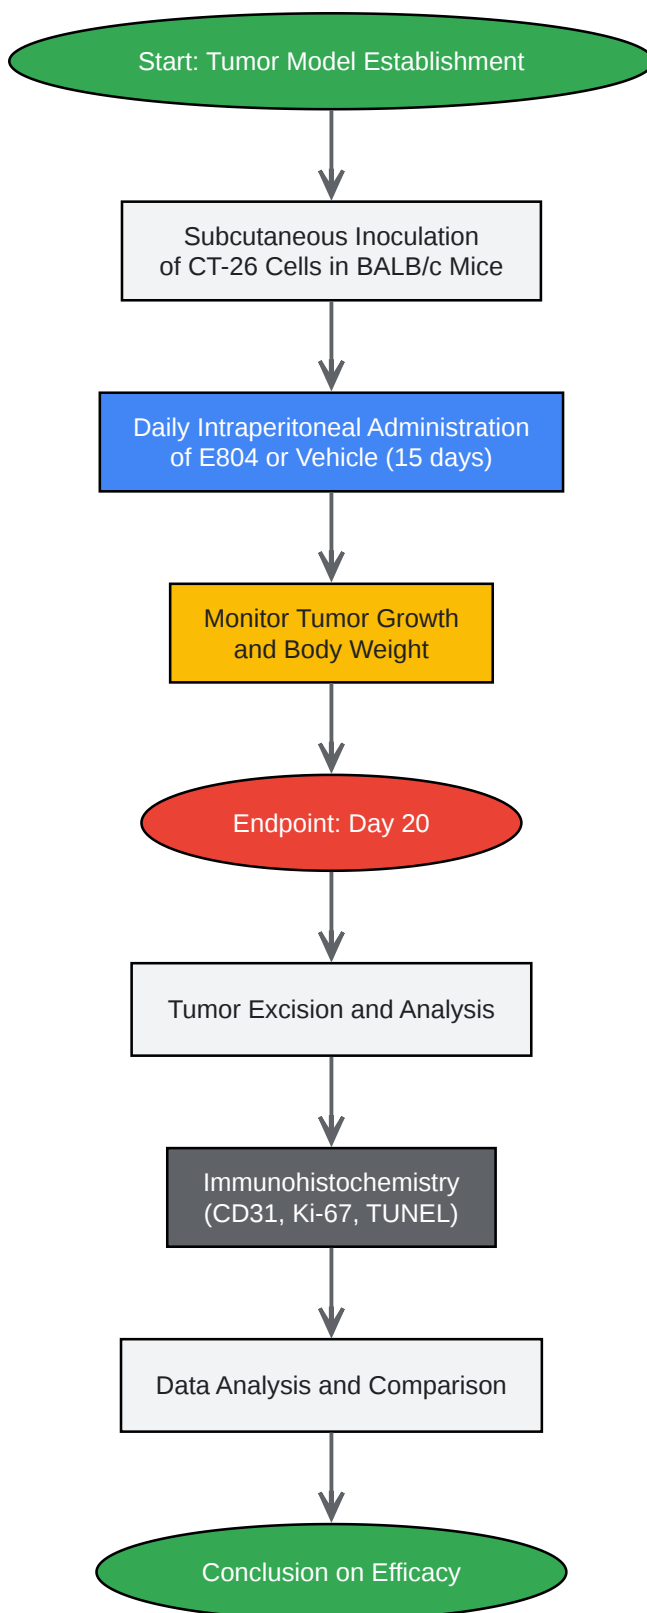 Start: Tumor Model Establishment
Subcutaneous Inoculation
of CT-26 Cells in BALB/c Mice
Daily Intraperitoneal Administration
of E804 or Vehicle (15 days)
Monitor Tumor Growth
and Body Weight
Endpoint: Day 20
Tumor Excision and Analysis
Immunohistochemistry
(CD31, Ki-67, TUNEL)
Data Analysis and Comparison
Conclusion on Efficacy